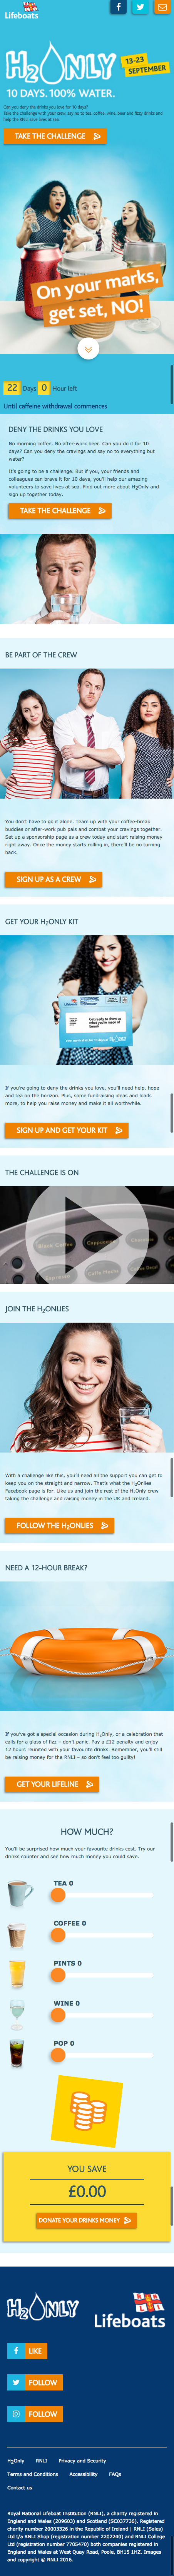 Lifeboats
H2ONLY
13-23
SEPTEMBER
10 DAYS. 100% WATER.
Can you deny the drinks you love for 10 days?
Take the challenge with your crew, say no to tea, coffee, wine, beer and fizzy drinks and
help the RNLI save lives at sea.
TAKE THE CHALLENGE
On your marks,
get set, NO!
22 Days 0 Hour left
Until caffeine withdrawal commences
DENY THE DRINKS YOU LOVE
No morning coffee. No after-work beer. Can you do it for 10
days? Can you deny the cravings and say no to everything but
water?
It's going to be a challenge. But if you, your friends and
colleagues can brave it for 10 days, you'll help our amazing
volunteers to save lives at sea. Find out more about H2Only and
sign up together today.
TAKE THE CHALLENGE
BE PART OF THE CREW
You don't have to go it alone. Team up with your coffee-break
buddies or after-work pub pals and combat your cravings together.
Set up a sponsorship page as a crew today and start raising money
right away. Once the money starts rolling in, there'll be no turning
back.
SIGN UP AS A CREW
GET YOUR H2ONLY KIT
Get ready to show us
what you're made of
H2ONLY
If you're going to deny the drinks you love, you'll need help, hope
and tea on the horizon. Plus, some fundraising ideas and loads
more, to help you raise money and make it all worthwhile.
SIGN UP AND GET YOUR KIT
THE CHALLENGE IS ON
Black Coffee
Cappuccino
Chocolate
Espresso
Caffe Mocha
JOIN THE H2ONLIES
With a challenge like this, you'll need all the support you can get to
keep you on the straight and narrow. That's what the H2Onlies
Facebook page is for. Like us and join the rest of the H2Only crew
taking the challenge and raising money in the UK and Ireland.
FOLLOW THE H2ONLIES
NEED A 12-HOUR BREAK?
If you've got a special occasion during H2Only, or a celebration that
calls for a glass of fizz – don't panic. Pay a £12 penalty and enjoy
12 hours reunited with your favourite drinks. Remember, you'll still
be raising money for the RNLI – so don't feel too guilty!
GET YOUR LIFELINE
HOW MUCH?
You'll be surprised how much your favourite drinks cost. Try our
drinks counter and see how much money you could save.
TEA 0
COFFEE 0
PINTS 0
WINE 0
POP 0
YOU SAVE
£0.00
DONATE YOUR DRINKS MONEY
H2ONLY
Lifeboats
LIKE
FOLLOW
FOLLOW
H2Only RNLI Privacy and Security
Terms and Conditions Accessibility FAQs
Contact us
Royal National Lifeboat Institution (RNLI), a charity registered in
England and Wales (209603) and Scotland (SC037736). Registered
charity number 20003326 in the Republic of Ireland | RNLI (Sales)
Ltd t/a RNLI Shop (registration number 2202240) and RNLI College
Ltd (registration number 7705470) both companies registered in
England and Wales at West Quay Road, Poole, BH15 1HZ. Images
and copyright © RNLI 2016.